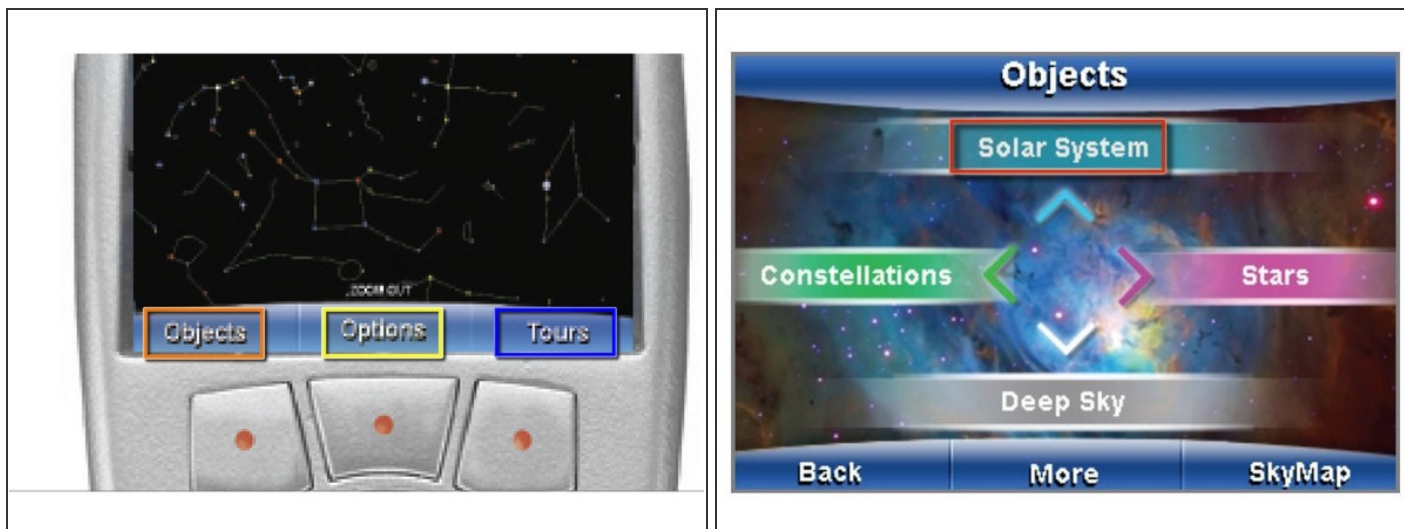 ZOOM OUT
Objects Options Tours
Objects
Solar System
Constellations Stars
Deep Sky
Back More SkyMap